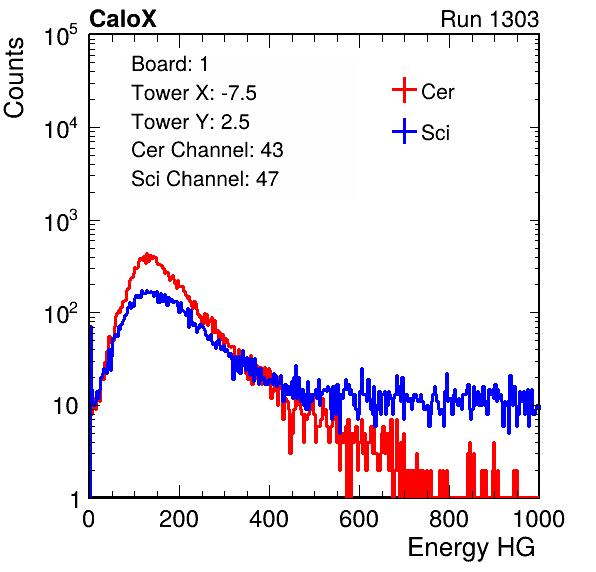 CaloX Run 1303
Counts
Board: 1
Tower X: -7.5
Tower Y: 2.5
Cer Channel: 43
Sci Channel: 47
Cer
Sci
10^5
10^4
10^3
10^2
10
1
0 200 400 600 800 1000
Energy HG